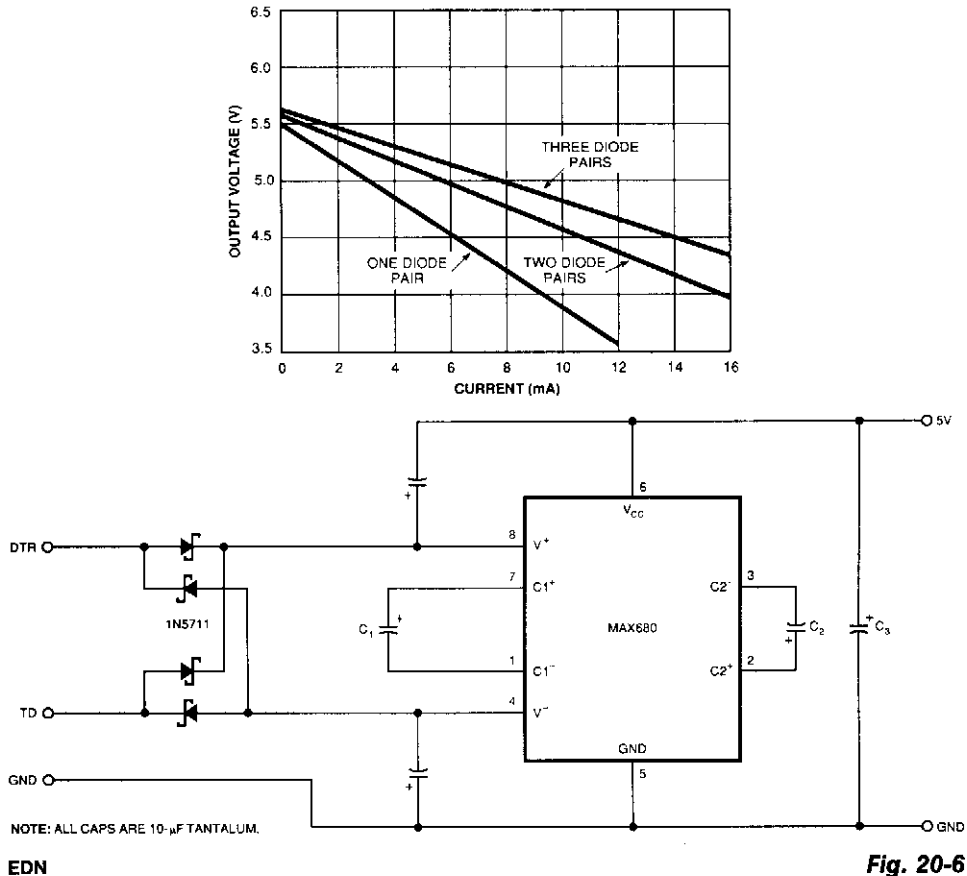 6.5
6.0
5.5
5.0
4.5
4.0
3.5
OUTPUT VOLTAGE (V)
THREE DIODE
PAIRS
ONE DIODE
PAIR
TWO DIODE
PAIRS
0 2 4 6 8 10 12 14 16
CURRENT (mA)
5V
+
6
VCC
DTR
8 V+
7 C1+
1N5711
C1 +
MAX680
3 C2-
C2 +
+ C3
1 C1-
2 C2+
TD
4 V-
GND
5
+
GND
GND
NOTE: ALL CAPS ARE 10-μF TANTALUM.
EDN
Fig. 20-6